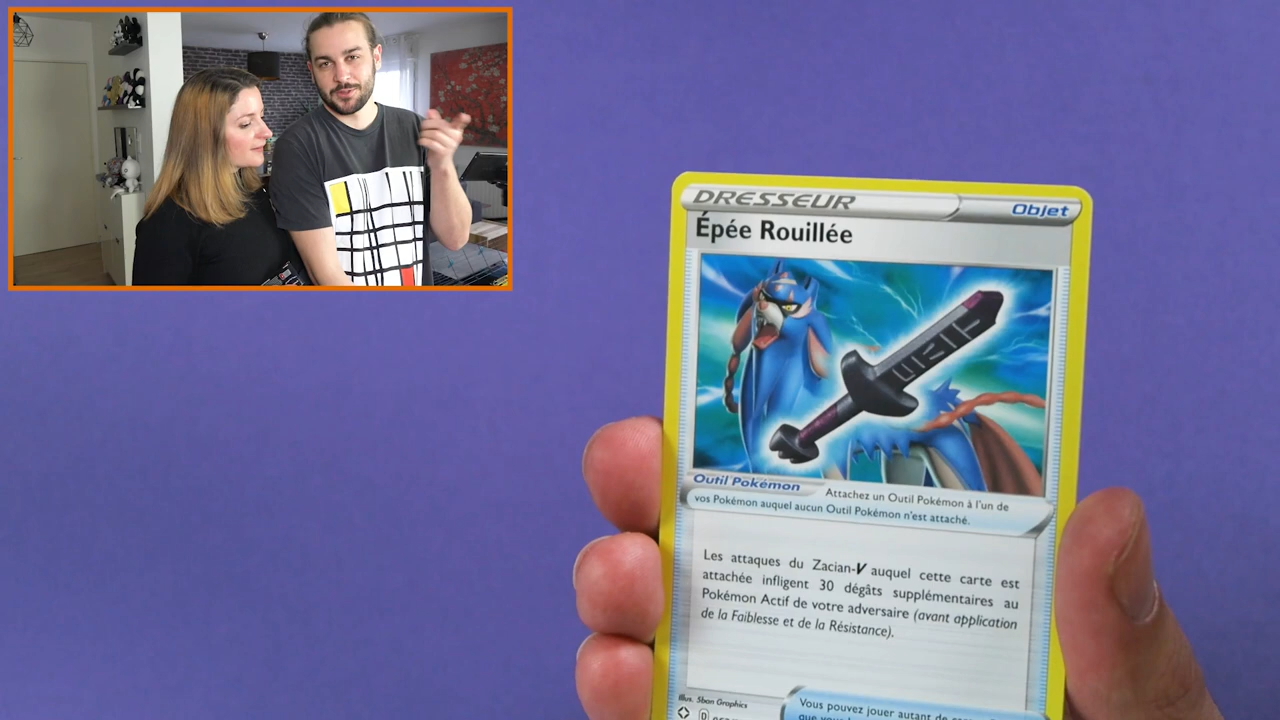 DRESSEUR
Objet
Épée Rouillée
Outil Pokémon Attachez un Outil Pokémon à l'un de
vos Pokémon auquel aucun Outil Pokémon n'est attaché.
Les attaques du Zacian-V auquel cette carte est
attachée infligent 30 dégâts supplémentaires au
Pokémon Actif de votre adversaire (avant application
de la Faiblesse et de la Résistance).
Illus. 5ban Graphics
D
Vous pouvez jouer autant de